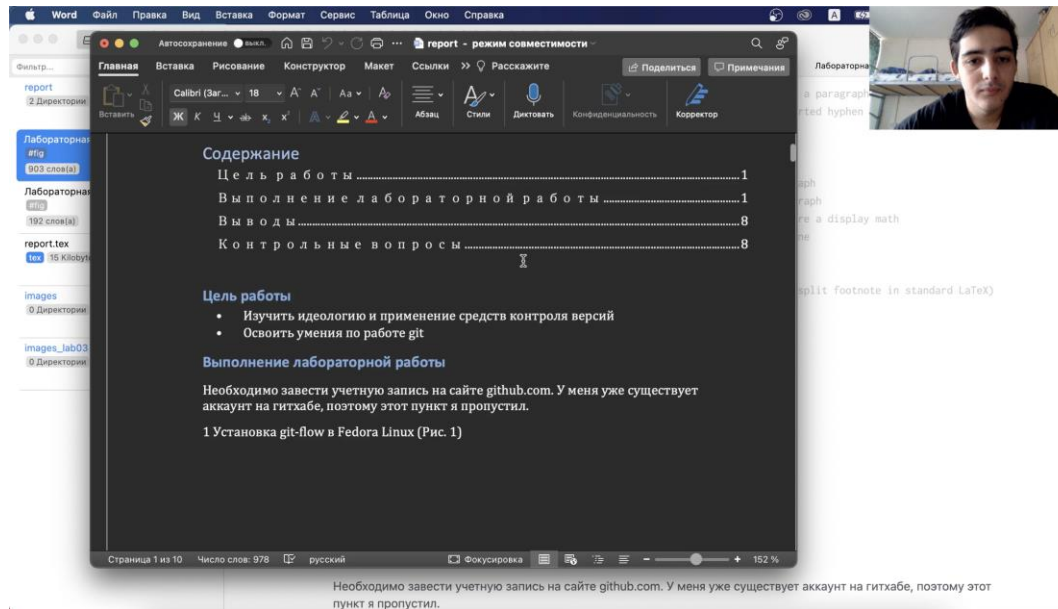 Word Файл Правка Вид Вставка Формат Сервис Таблица Окно Справка
Автосохранение выкл. report - режим совместимости
Фильтр...
Главная Вставка Рисование Конструктор Макет Ссылки Расскажите Поделиться Примечания
report
2 Директории
Calibri (Заг... 18
Вставить
Ж К Ч
Абзац Стили Диктовать Конфиденциальность Корректор
Лабораторная
#fig
903 слов(а)
Лабораторная
#fig
192 слов(а)
report.tex
tex 15 Kilobyt
images
0 Директории
images_lab03
0 Директории
Содержание
Цель работы 1
Выполнение лабораторной работы 1
Выводы 8
Контрольные вопросы 8
Цель работы
• Изучить идеологию и применение средств контроля версий
• Освоить умения по работе git
Выполнение лабораторной работы
Необходимо завести учетную запись на сайте github.com. У меня уже существует
аккаунт на гитхабе, поэтому этот пункт я пропустил.
1 Установка git-flow в Fedora Linux (Рис. 1)
Страница 1 из 10 Число слов: 978 русский Фокусировка 152 %
Лабораторна
a paragraph
rted hyphen
aph
raph
re a display math
ne
split footnote in standard LaTeX)
Необходимо завести учетную запись на сайте github.com. У меня уже существует аккаунт на гитхабе, поэтому этот
пункт я пропустил.